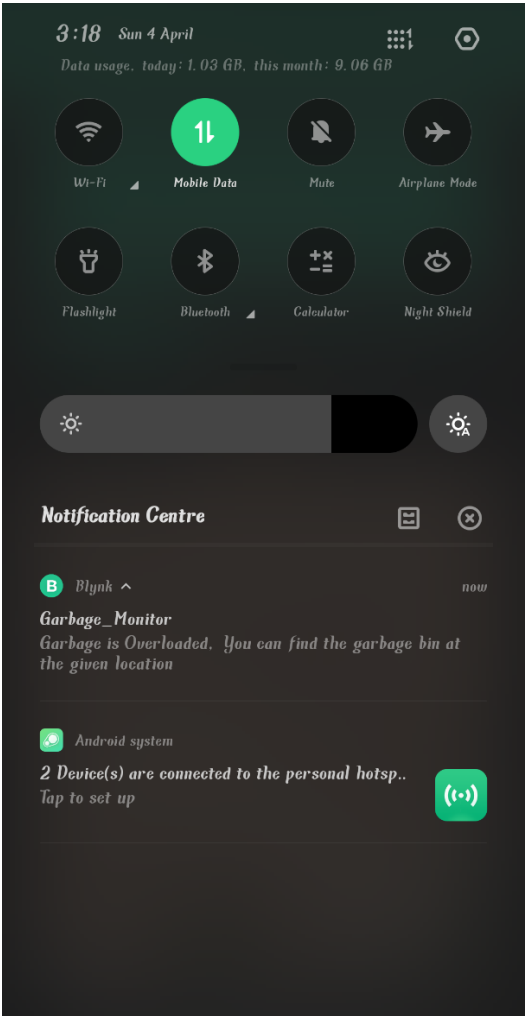 3:18 Sun 4 April
Data usage, today: 1.03 GB, this month: 9.06 GB
Wi-Fi Mobile Data Mute Airplane Mode
Flashlight Bluetooth Calculator Night Shield
A
Notification Centre
B Blynk now
Garbage_Monitor
Garbage is Overloaded, You can find the garbage bin at
the given location
Android system
2 Device(s) are connected to the personal hotsp..
Tap to set up